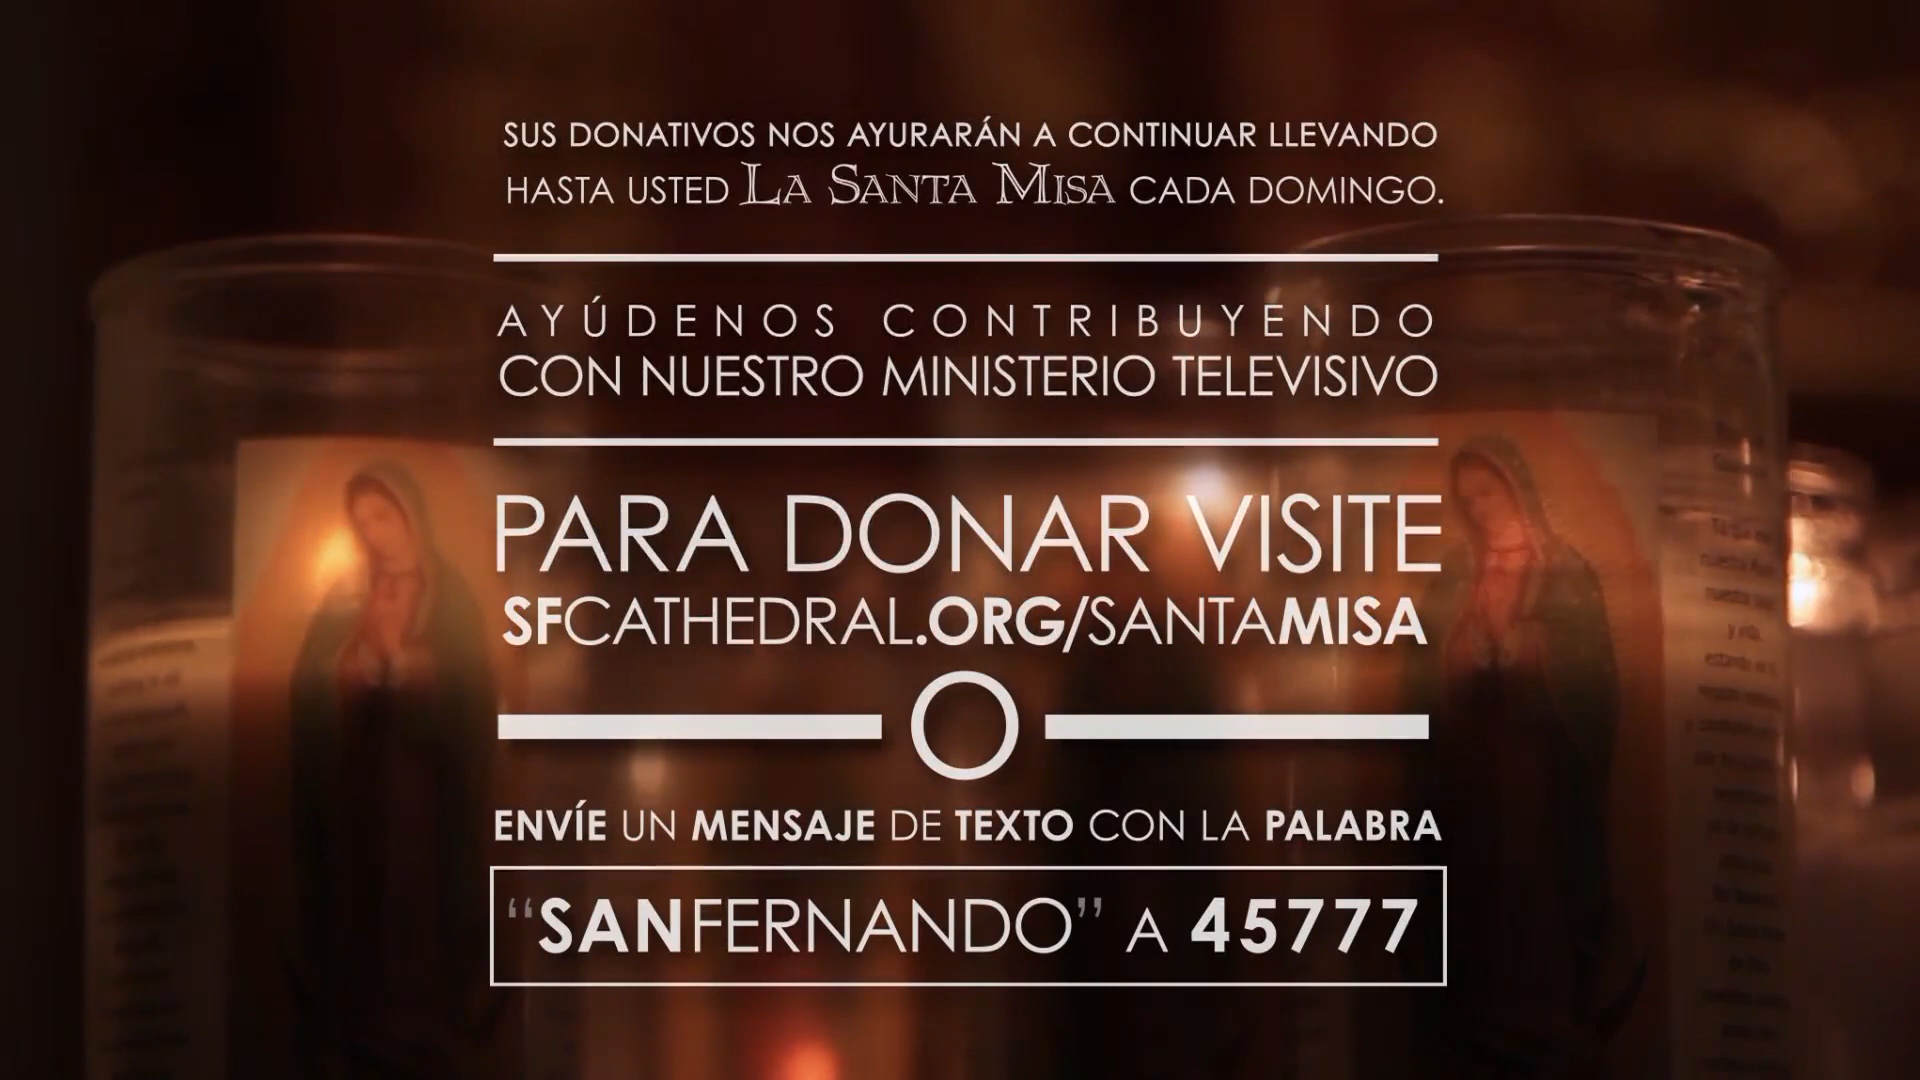 SUS DONATIVOS NOS AYURARÁN A CONTINUAR LLEVANDO
HASTA USTED LA SANTA MISA CADA DOMINGO.
AYÚDENOS CONTRIBUYENDO
CON NUESTRO MINISTERIO TELEVISIVO
PARA DONAR VISITE
SFCATHEDRAL.ORG/SANTAMISA
O
ENVÍE UN MENSAJE DE TEXTO CON LA PALABRA
“SANFERNANDO” A 45777